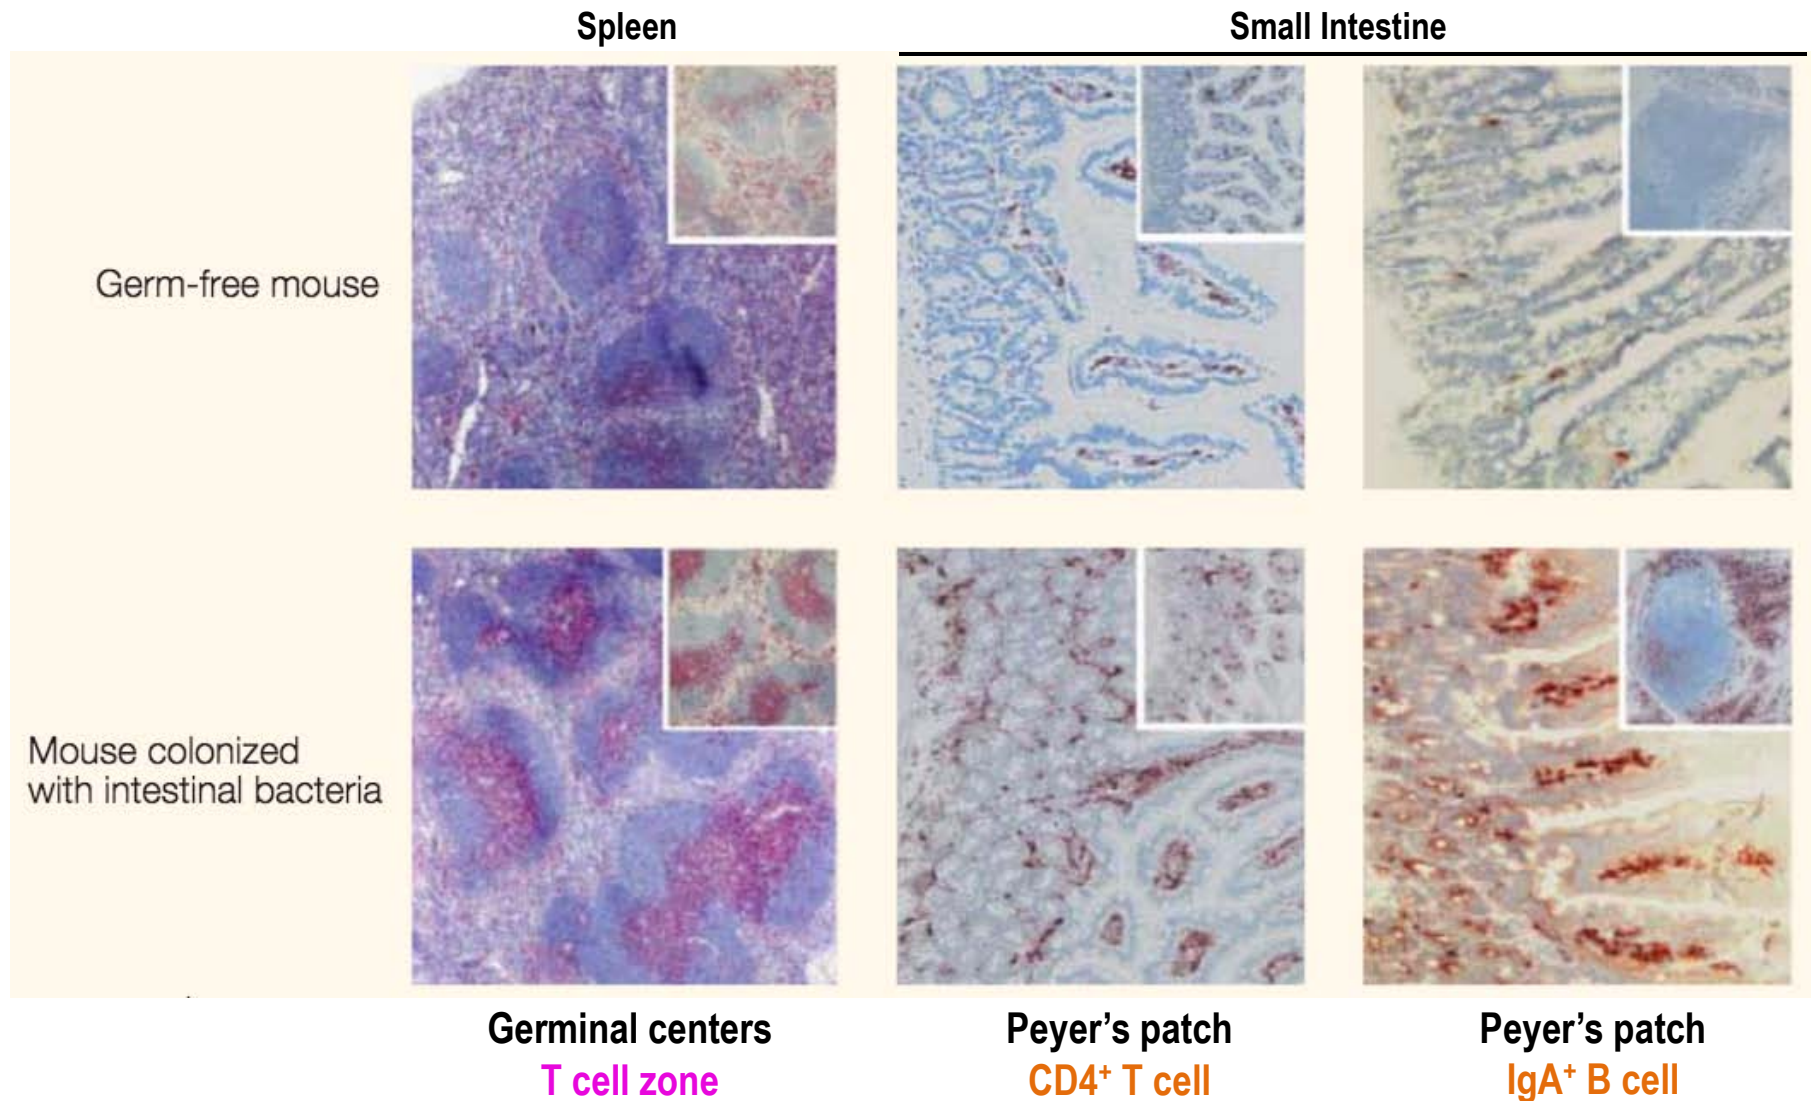 Spleen
Small Intestine
Germ-free mouse
Mouse colonized
with intestinal bacteria
Germinal centers
T cell zone
Peyer’s patch
CD4⁺ T cell
Peyer’s patch
IgA⁺ B cell